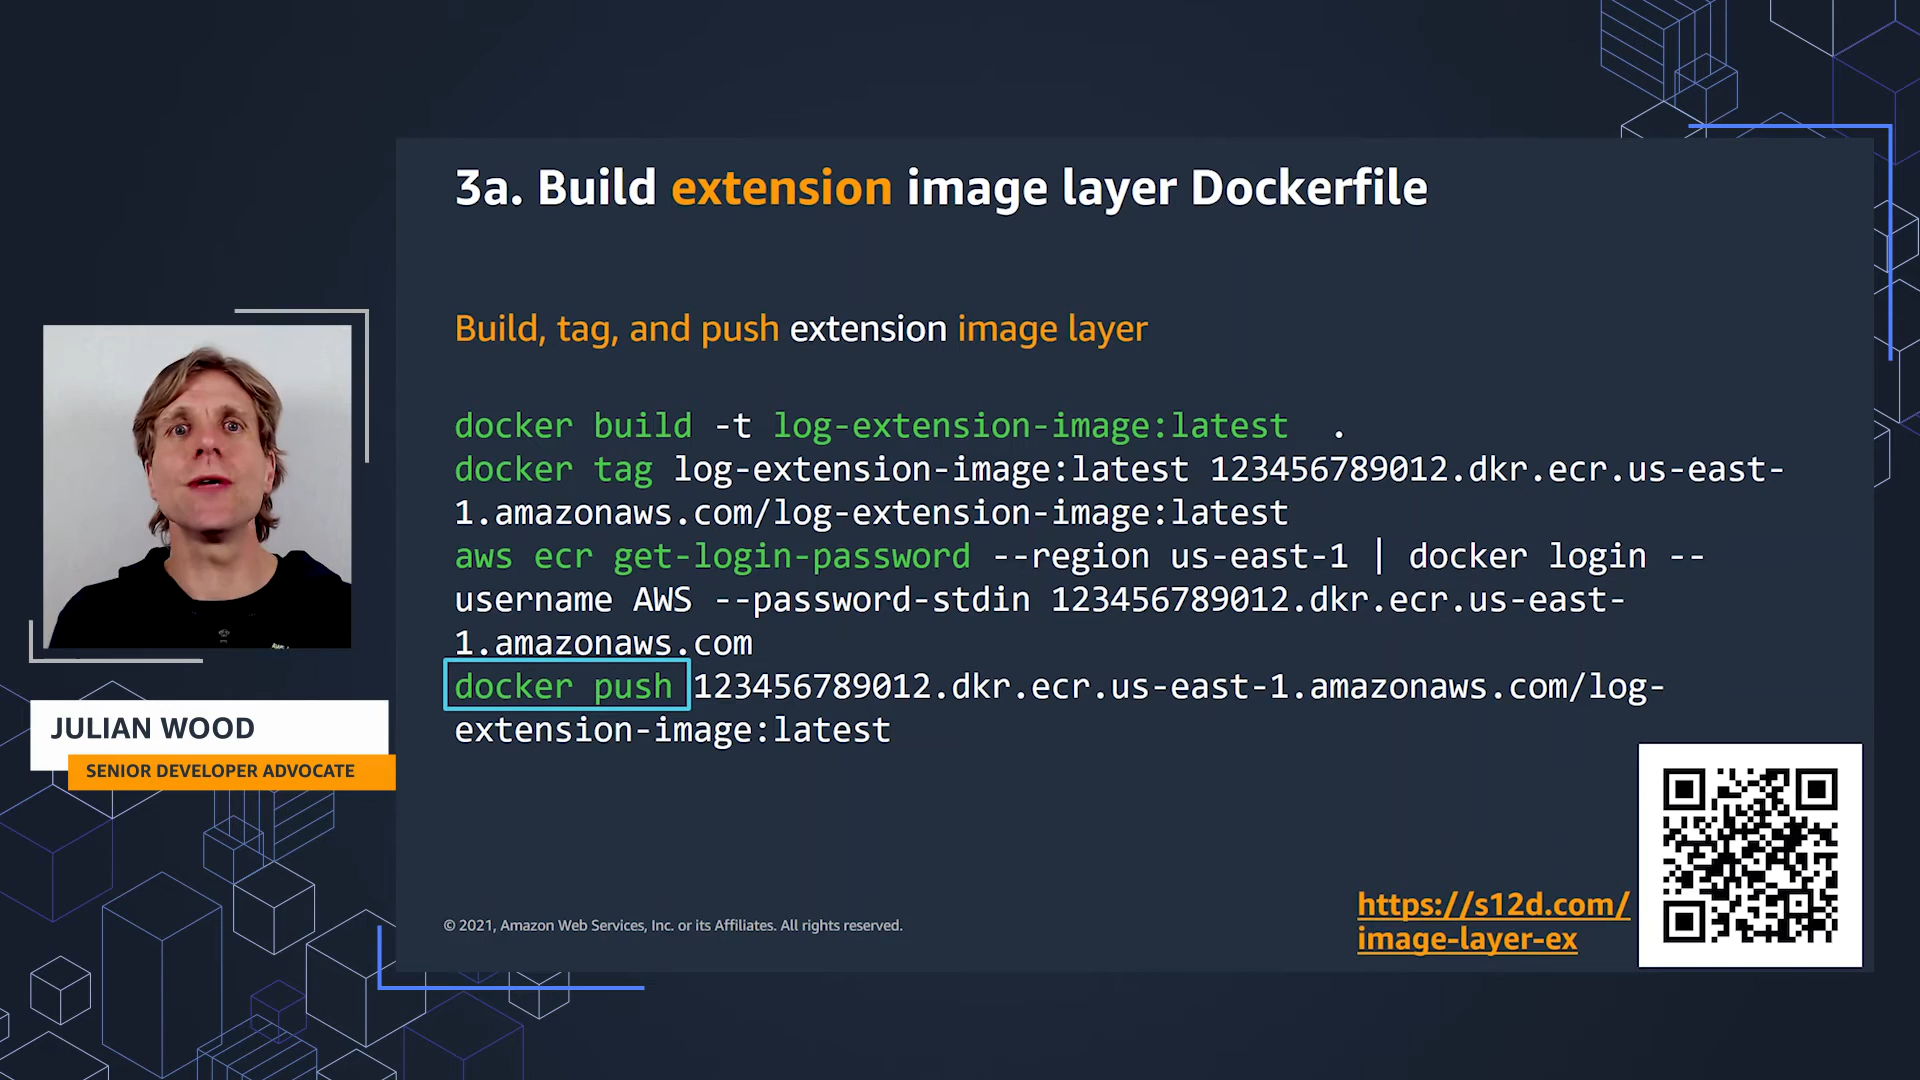 3a. Build extension image layer Dockerfile
Build, tag, and push extension image layer
docker build -t log-extension-image:latest  .
docker tag log-extension-image:latest 123456789012.dkr.ecr.us-east-
1.amazonaws.com/log-extension-image:latest
aws ecr get-login-password --region us-east-1 | docker login --
username AWS --password-stdin 123456789012.dkr.ecr.us-east-
1.amazonaws.com
docker push 123456789012.dkr.ecr.us-east-1.amazonaws.com/log-
extension-image:latest
JULIAN WOOD
SENIOR DEVELOPER ADVOCATE
https://s12d.com/
image-layer-ex
© 2021, Amazon Web Services, Inc. or its Affiliates. All rights reserved.